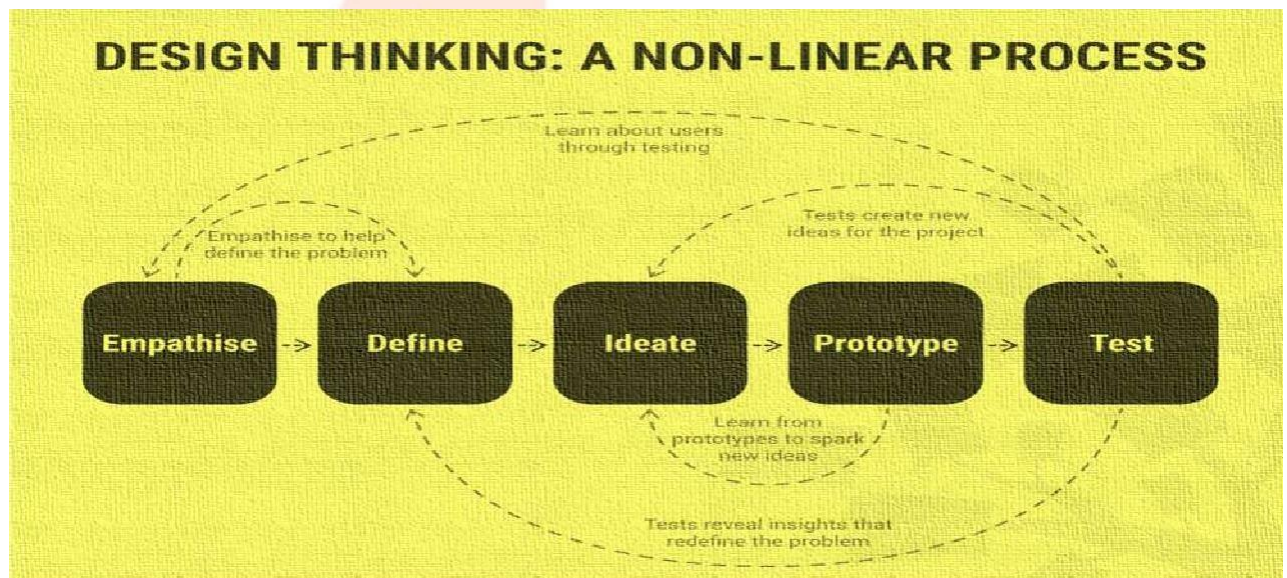 DESIGN THINKING: A NON-LINEAR PROCESS
Learn about users
through testing
Tests create new
ideas for the project
Empathise to help
define the problem
Empathise
Define
Ideate
Prototype
Test
Learn from
prototypes to spark
new ideas
Tests reveal insights that
redefine the problem